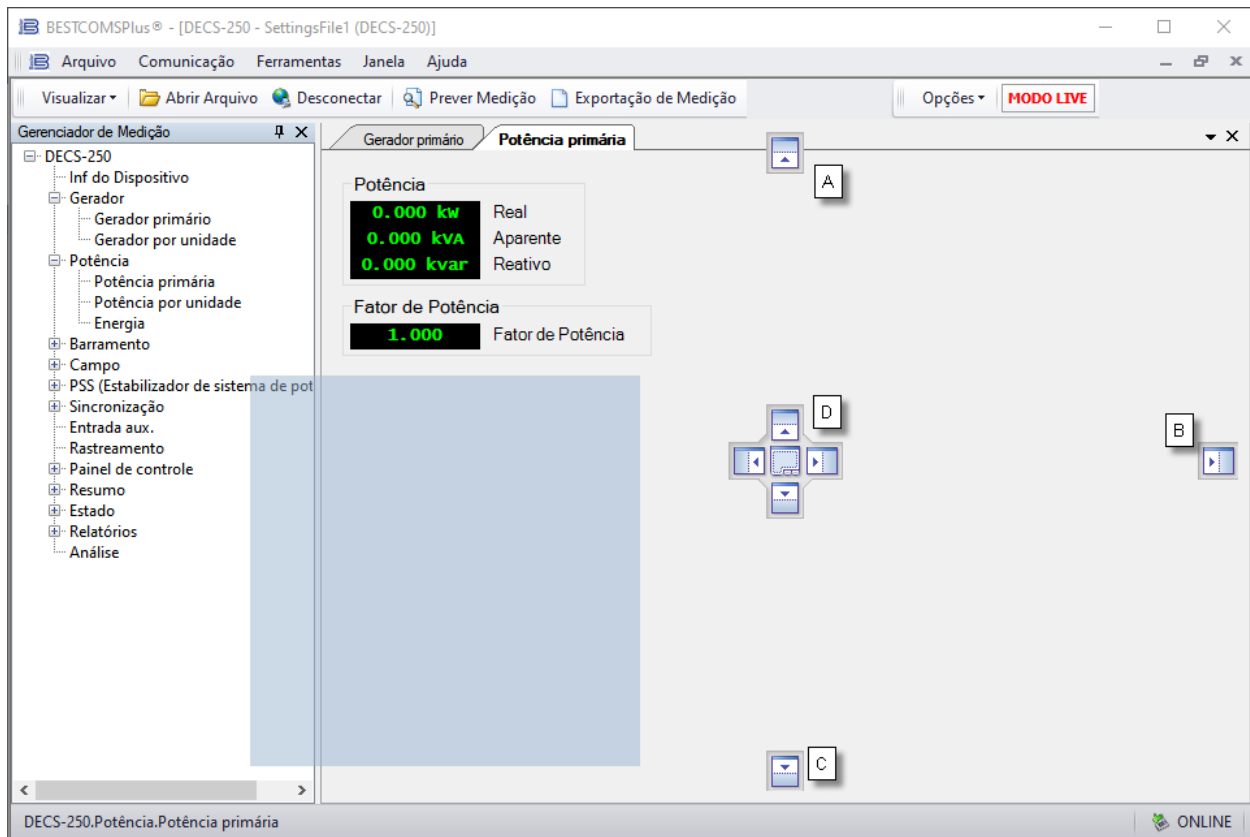 BESTCOMSPlus® - [DECS-250 - SettingsFile1 (DECS-250)]
Arquivo Comunicação Ferramentas Janela Ajuda
Visualizar Abrir Arquivo Desconectar Prever Medição Exportação de Medição Opções MODO LIVE
Gerenciador de Medição
DECS-250
Inf do Dispositivo
Gerador
Gerador primário
Gerador por unidade
Potência
Potência primária
Potência por unidade
Energia
Barramento
Campo
PSS (Estabilizador de sistema de pot
Sincronização
Entrada aux.
Rastreamento
Painel de controle
Resumo
Estado
Relatórios
Análise
Gerador primário Potência primária
Potência
0.000 kW Real
0.000 kVA Aparente
0.000 kvar Reativo
Fator de Potência
1.000 Fator de Potência
A
D
B
C
DECS-250.Potência.Potência primária ONLINE